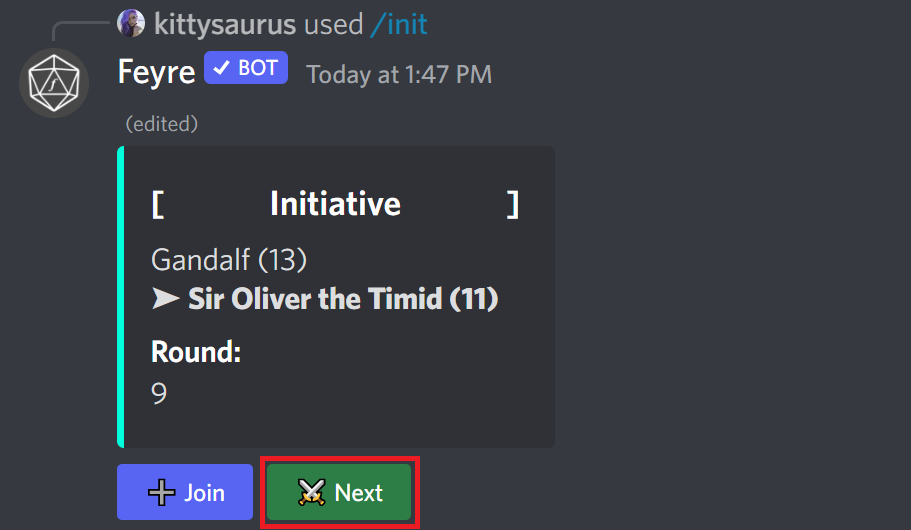 kittysaurus used /init
Feyre ✓ BOT Today at 1:47 PM
(edited)
[ Initiative ]
Gandalf (13)
➤ Sir Oliver the Timid (11)
Round:
9
➕ Join ⚔ Next